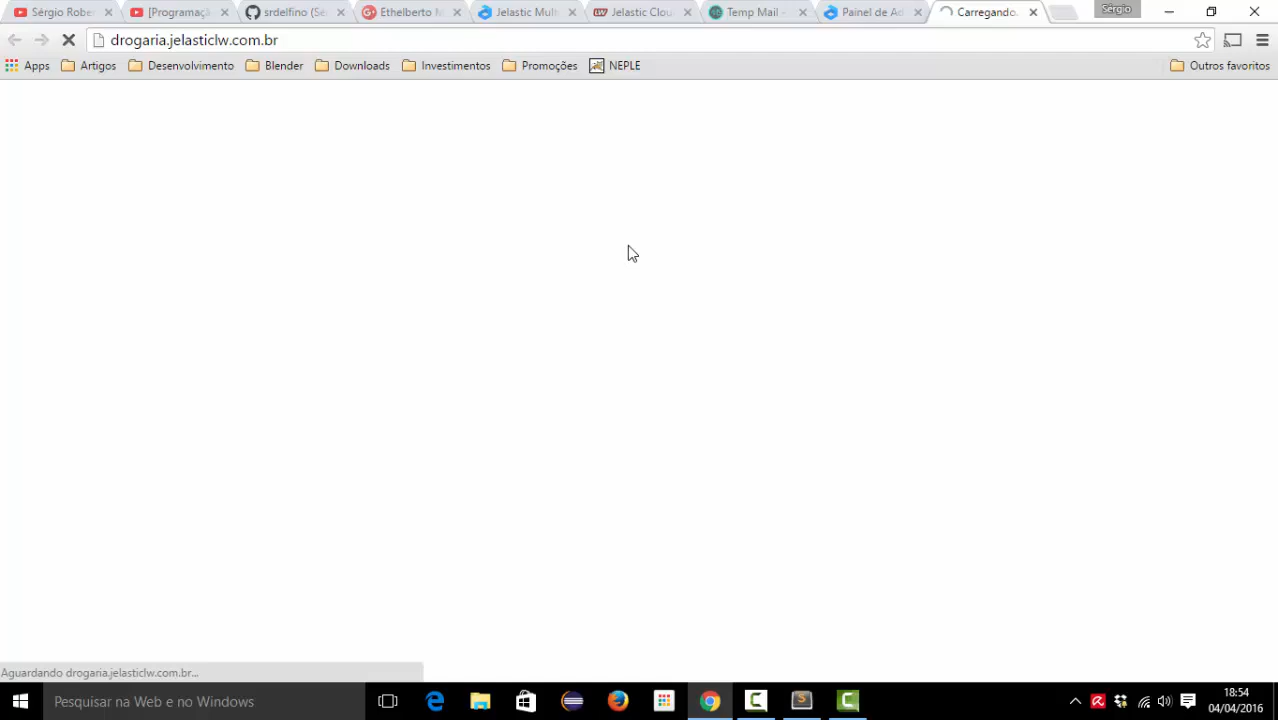 Sérgio Robe
[Programaçã
srdelfino (Sé
Ethelberto M
Jelastic Mult
Jelastic Clou
Temp Mail -
Painel de Ad
Carregando.
Sérgio
drogaria.jelasticlw.com.br
Apps
Artigos
Desenvolvimento
Blender
Downloads
Investimentos
Promoções
NEPLE
Outros favoritos
Aguardando drogaria.jelasticlw.com.br...
Pesquisar na Web e no Windows
18:54
04/04/2016